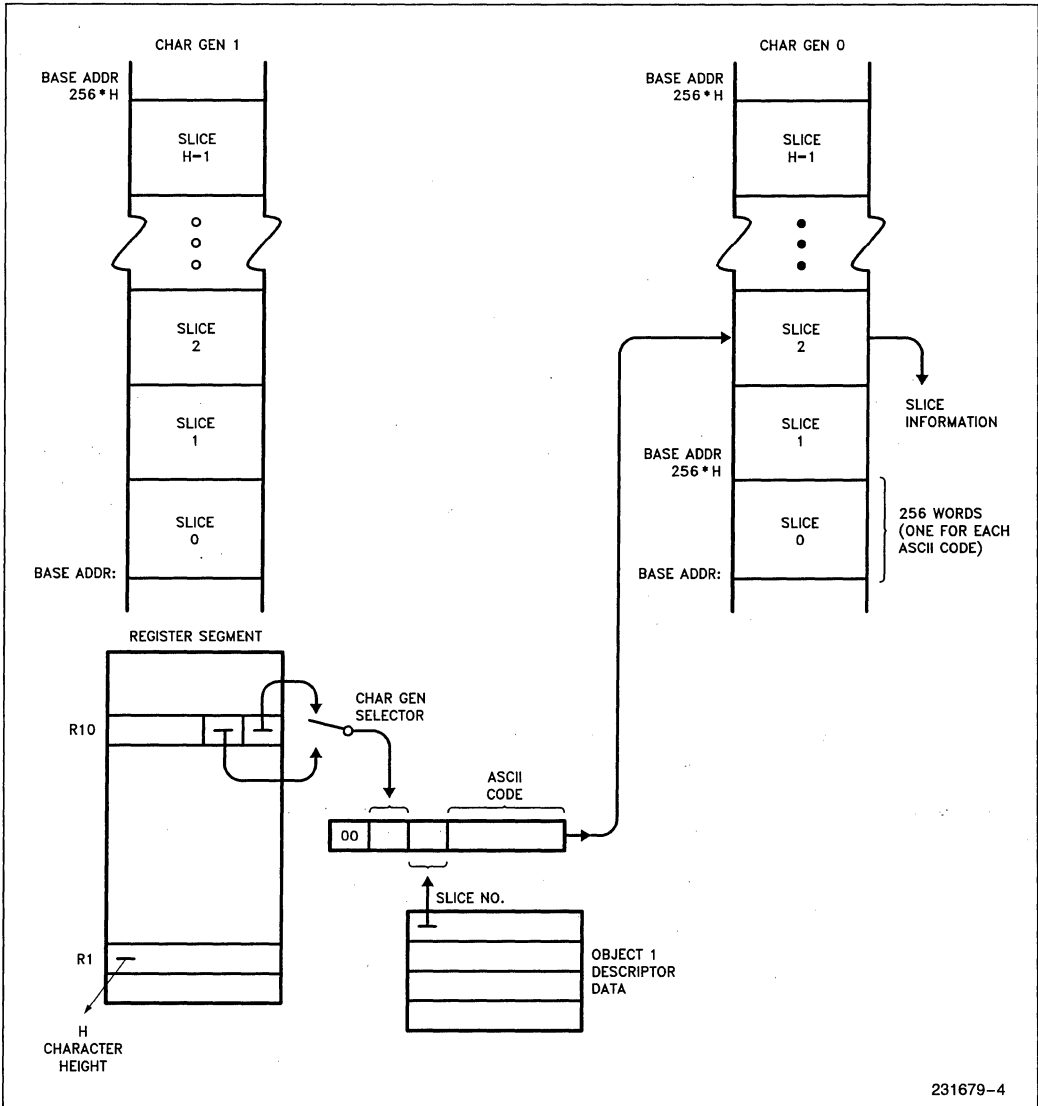 CHAR GEN 1
BASE ADDR
256*H
SLICE
H-1
SLICE
2
SLICE
1
SLICE
0
BASE ADDR:
CHAR GEN 0
BASE ADDR
256*H
SLICE
H-1
SLICE
2
SLICE
INFORMATION
SLICE
1
BASE ADDR
256*H
SLICE
0
256 WORDS
(ONE FOR EACH
ASCII CODE)
BASE ADDR:
REGISTER SEGMENT
R10
CHAR GEN
SELECTOR
ASCII
CODE
00
SLICE NO.
R1
OBJECT 1
DESCRIPTOR
DATA
H
CHARACTER
HEIGHT
231679-4